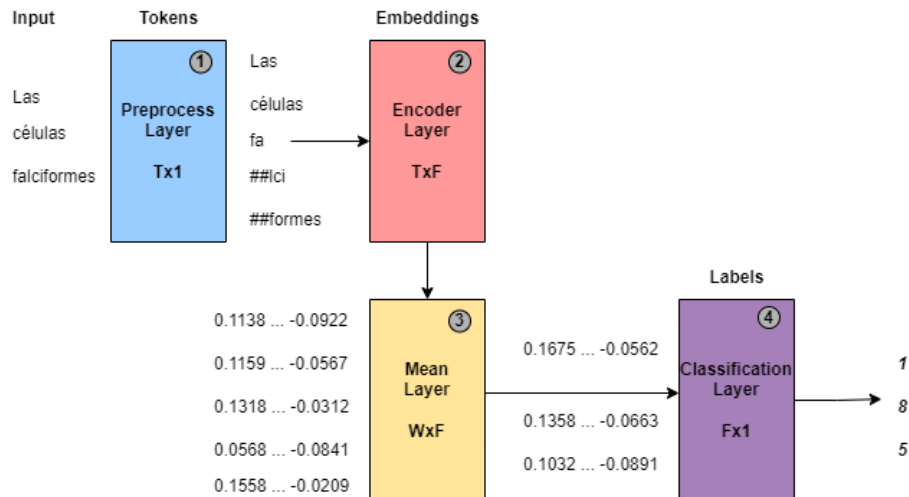 Input
Tokens
Embeddings
Las
células
falciformes
1
Preprocess
Layer
Tx1
Las
células
fa
##lci
##formes
2
Encoder
Layer
TxF
0.1138 ... -0.0922
0.1159 ... -0.0567
0.1318 ... -0.0312
0.0568 ... -0.0841
0.1558 ... -0.0209
3
Mean
Layer
WxF
0.1675 ... -0.0562
0.1358 ... -0.0663
0.1032 ... -0.0891
Labels
4
Classification
Layer
Fx1
1
8
5